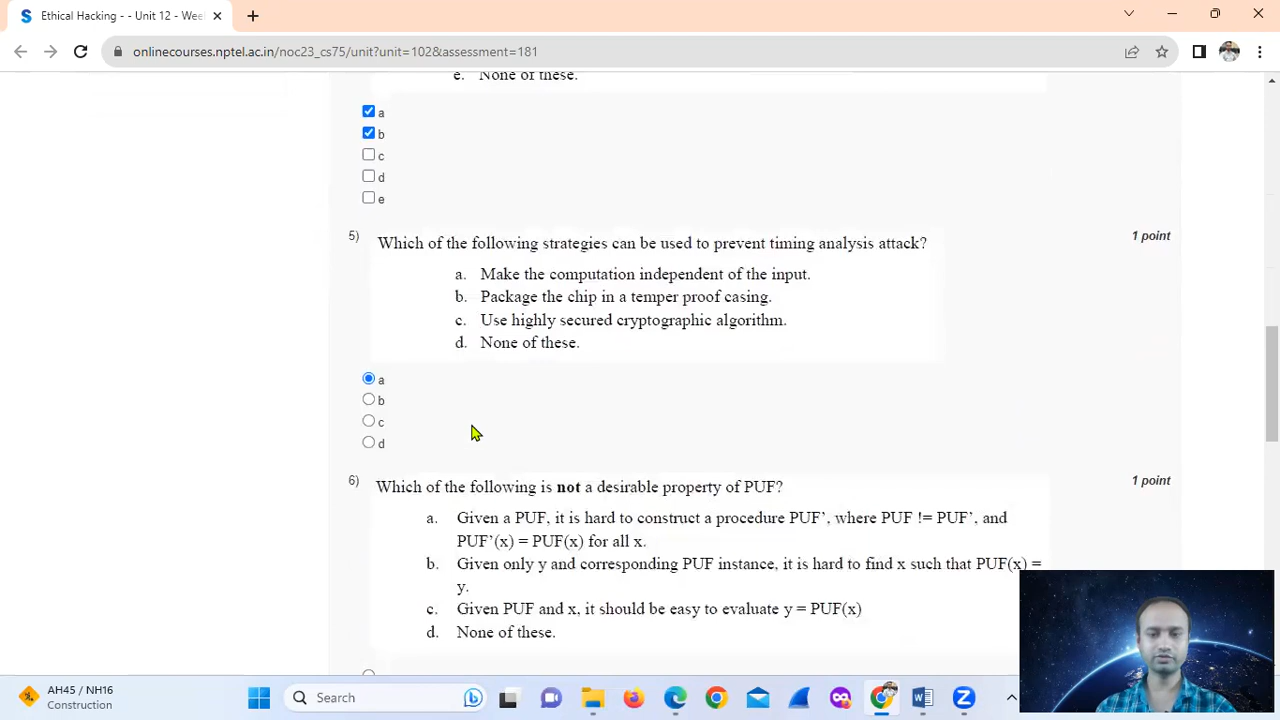 Ethical Hacking - - Unit 12 - Wee
onlinecourses.nptel.ac.in/noc23_cs75/unit?unit=102&assessment=181
e. None of these.
a
b
c
d
e
5) Which of the following strategies can be used to prevent timing analysis attack? 1 point
a. Make the computation independent of the input.
b. Package the chip in a temper proof casing.
c. Use highly secured cryptographic algorithm.
d. None of these.
a
b
c
d
6) Which of the following is not a desirable property of PUF? 1 point
a. Given a PUF, it is hard to construct a procedure PUF', where PUF != PUF', and
PUF'(x) = PUF(x) for all x.
b. Given only y and corresponding PUF instance, it is hard to find x such that PUF(x) =
y.
c. Given PUF and x, it should be easy to evaluate y = PUF(x)
d. None of these.
AH45 / NH16
Construction
Search